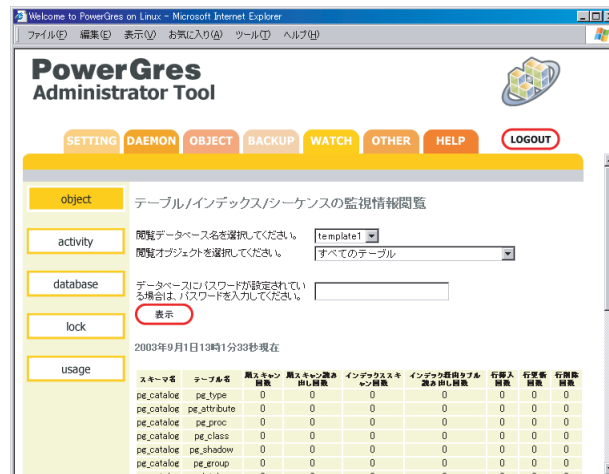 Welcome to PowerGres on Linux - Microsoft Internet Explorer
ファイル(F) 編集(E) 表示(V) お気に入り(A) ツール(T) ヘルプ(H)
PowerGres
Administrator Tool
SETTING DAEMON OBJECT BACKUP WATCH OTHER HELP LOGOUT
object
activity
database
lock
usage
テーブル/インデックス/シーケンスの監視情報閲覧
閲覧データベース名を選択してください。 template1
閲覧オブジェクトを選択してください。 すべてのテーブル
データベースにパスワードが設定されてい
る場合は、パスワードを入力してください。
表示
2003年9月1日13時1分33秒現在
スキーマ名 テーブル名 順スキャン回数 順スキャン読み出し回数 インデックススキャン回数 インデックス経由タプル読み出し回数 行挿入回数 行更新回数 行削除回数
pg_catalog pg_type 0 0 0 0 0 0 0
pg_catalog pg_attribute 0 0 0 0 0 0 0
pg_catalog pg_proc 0 0 0 0 0 0 0
pg_catalog pg_class 0 0 0 0 0 0 0
pg_catalog pg_shadow 0 0 0 0 0 0 0
pg_catalog pg_group 0 0 0 0 0 0 0